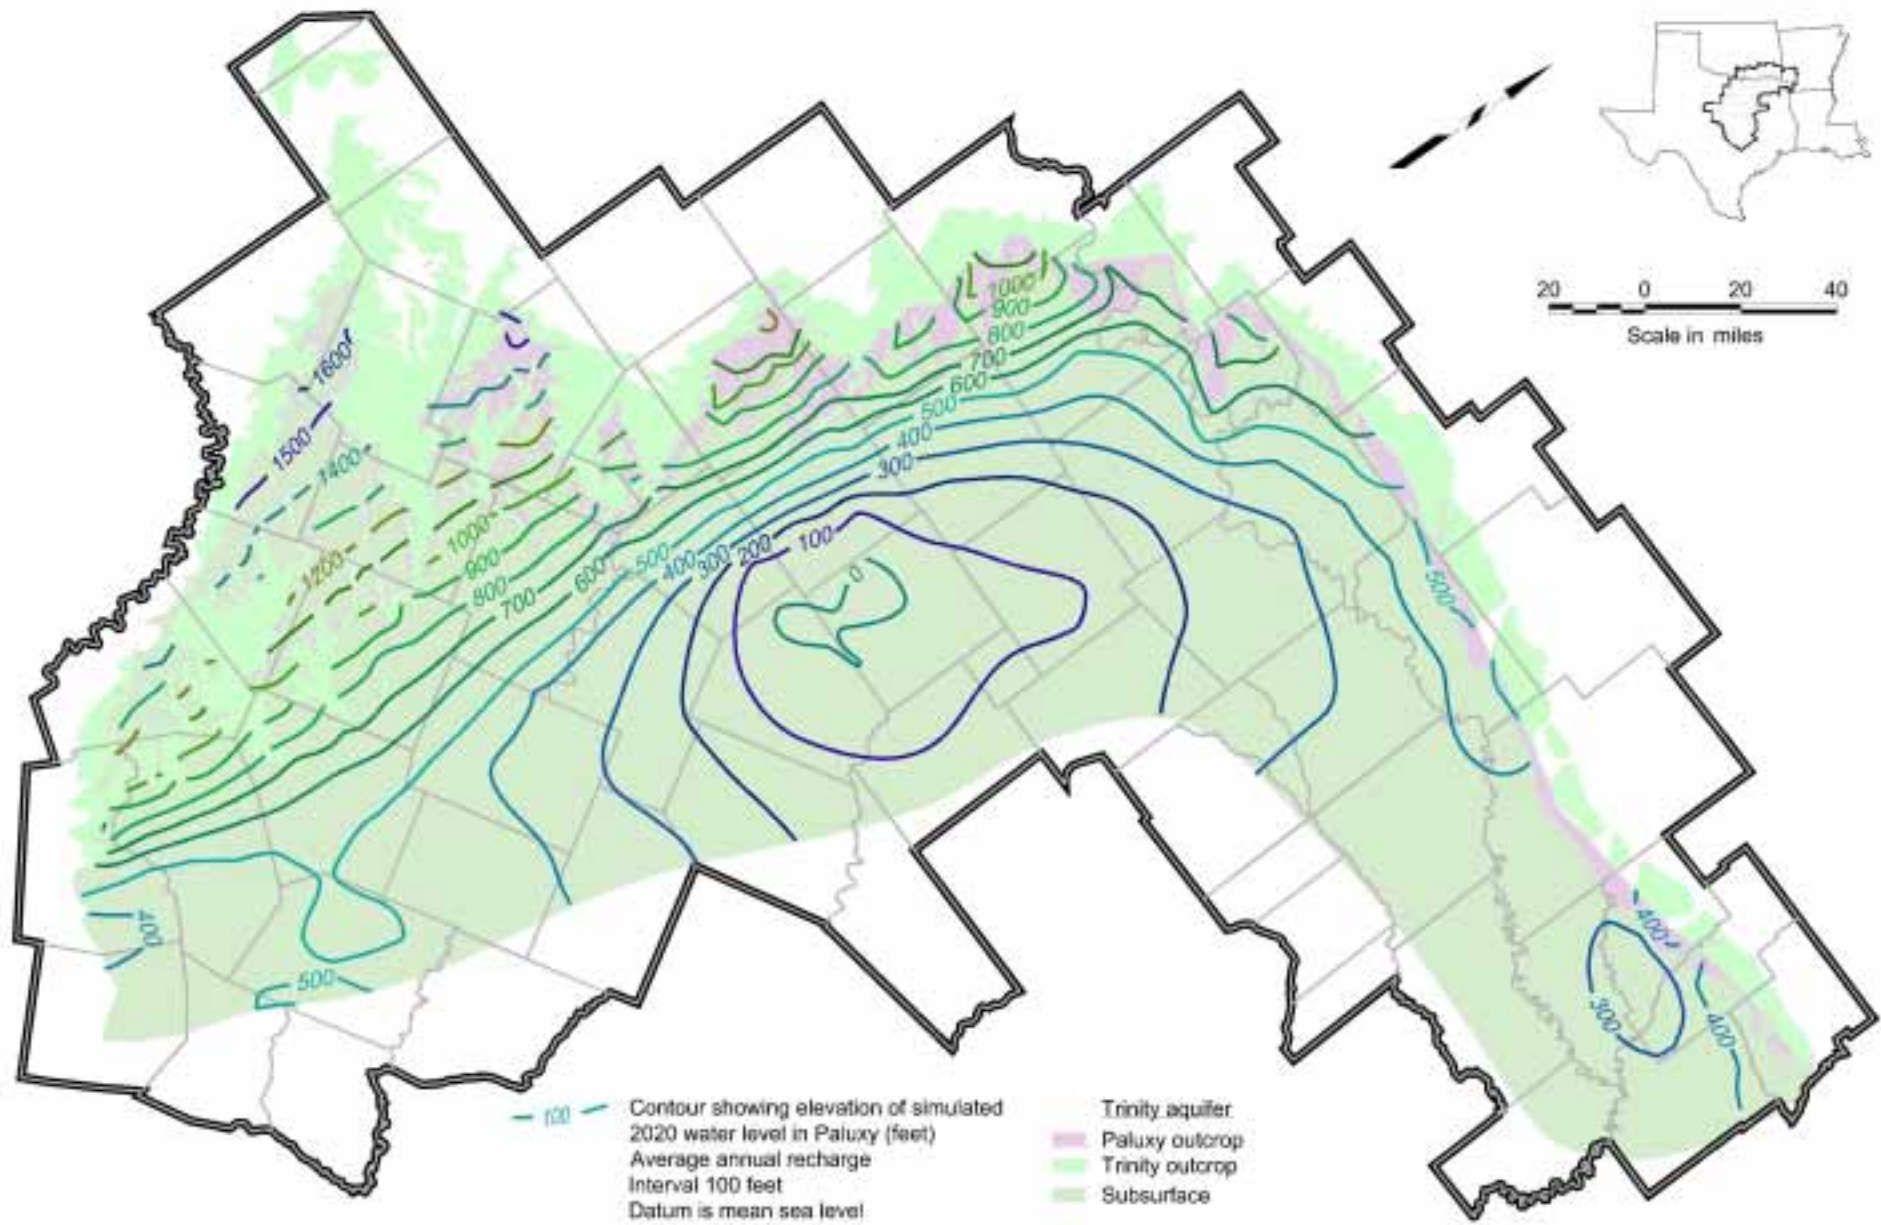 20 0 20 40
Scale in miles
1000
900
800
700
600
500
400
300
1600
1500
1400
1200
1000
900
800
700
600
500
400
300
200
100
0
500
400
500
400
300
400
100
Contour showing elevation of simulated
2020 water level in Paluxy (feet)
Average annual recharge
Interval 100 feet
Datum is mean sea level
Trinity aquifer
Paluxy outcrop
Trinity outcrop
Subsurface